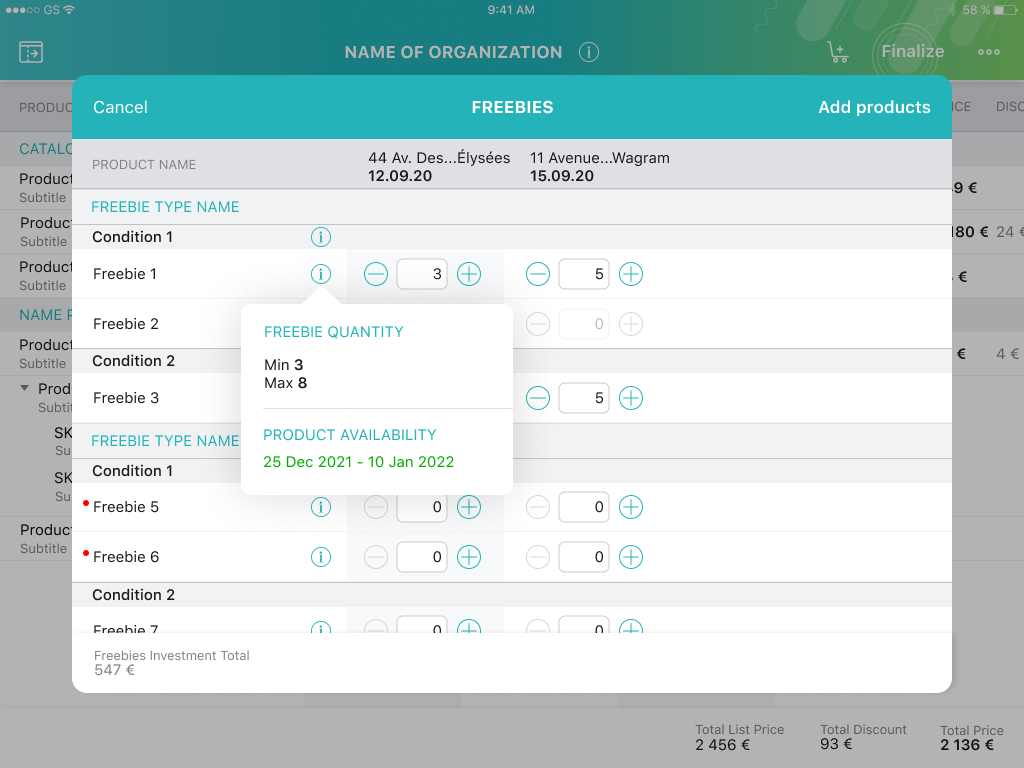 GS
9:41 AM
58 %
NAME OF ORGANIZATION
Finalize
Cancel
FREEBIES
Add products
PRODUC
ICE
DISC
PRODUCT NAME
44 Av. Des...Élysées
12.09.20
11 Avenue...Wagram
15.09.20
CATALO
Product
Subtitle
59 €
FREEBIE TYPE NAME
Product
Subtitle
180 €
24 €
Condition 1
Freebie 1
3
5
Product
Subtitle
€
NAME
Freebie 2
0
FREEBIE QUANTITY
Min 3
Max 8
Product
Subtitle
€
4 €
Condition 2
Prod
Subtit
Freebie 3
5
SK
Su
FREEBIE TYPE NAME
PRODUCT AVAILABILITY
25 Dec 2021 - 10 Jan 2022
Condition 1
SK
Su
Freebie 5
0
0
Product
Subtitle
Freebie 6
0
0
Condition 2
Freebie 7
0
0
Freebies Investment Total
547 €
Total List Price
2 456 €
Total Discount
93 €
Total Price
2 136 €